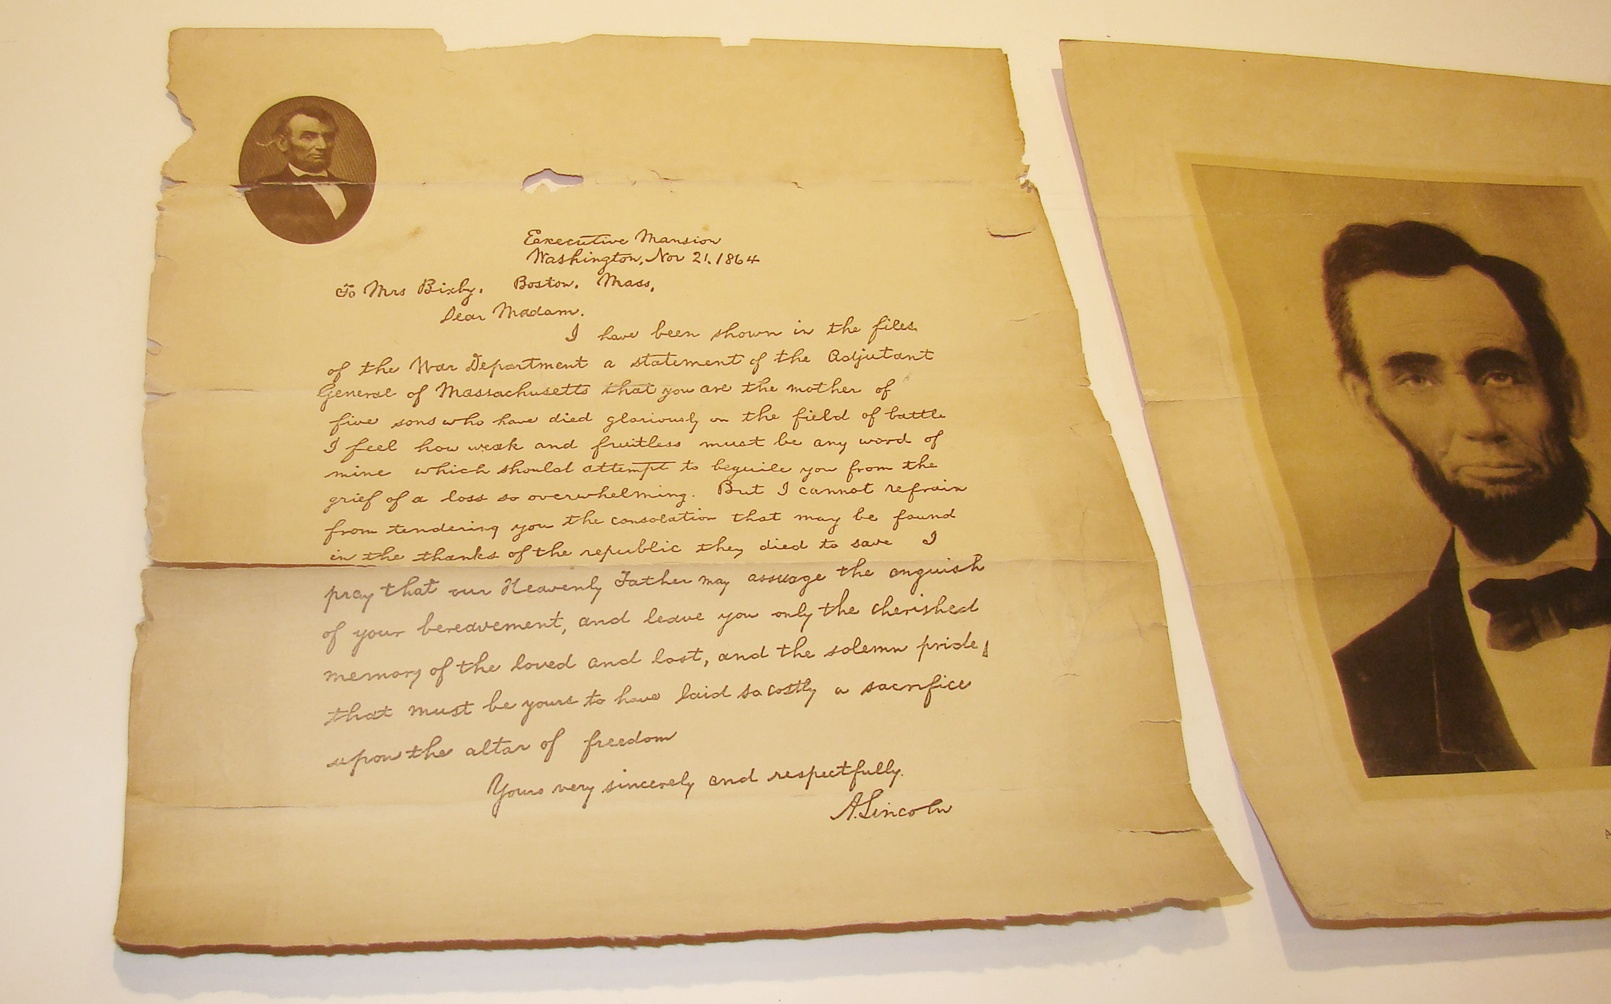 Executive Mansion
Washington, Nov 21, 1864
To Mrs Bixby. Boston. Mass.
Dear Madam.
I have been shown in the files
of the War Department a statement of the Adjutant
General of Massachusetts that you are the mother of
five sons who have died gloriously on the field of battle
I feel how weak and fruitless must be any word of
mine which should attempt to beguile you from the
grief of a loss so overwhelming. But I cannot refrain
from tendering you the consolation that may be found
in the thanks of the republic they died to save I
pray that our Heavenly Father may assuage the anguish
of your bereavement, and leave you only the cherished
memory of the loved and lost, and the solemn pride
that must be yours to have laid so costly a sacrifice
upon the altar of freedom
Yours very sincerely and respectfully.
A. Lincoln